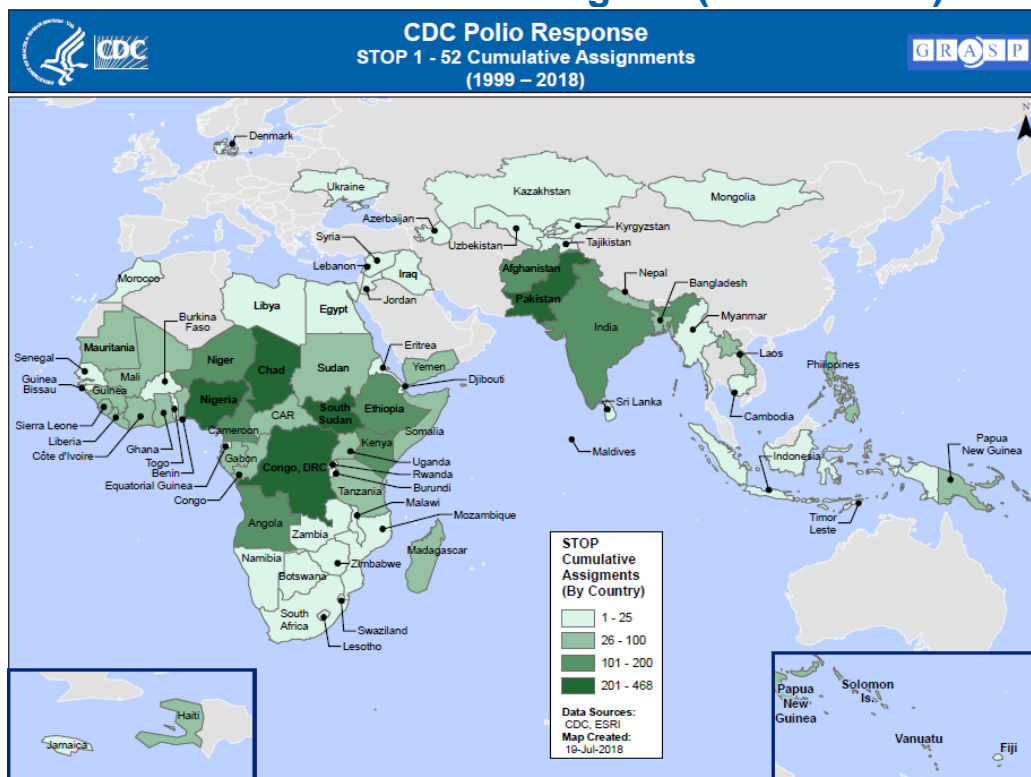 CDC
CDC Polio Response
STOP 1 - 52 Cumulative Assignments
(1999 – 2018)
GRASP
N
Denmark
Ukraine
Kazakhstan
Mongolia
Azerbaijan
Uzbekistan
Kyrgyzstan
Tajikistan
Syria
Lebanon
Iraq
Jordan
Afghanistan
Pakistan
Nepal
Bangladesh
India
Myanmar
Laos
Philippines
Cambodia
Sri Lanka
Maldives
Indonesia
Papua
New Guinea
Timor
Leste
Morocco
Libya
Egypt
Burkina
Faso
Mauritania
Senegal
Mali
Niger
Chad
Sudan
Eritrea
Yemen
Djibouti
Guinea
Bissau
Guinea
Nigeria
South
Sudan
Ethiopia
Sierra Leone
Liberia
Côte d'Ivoire
Ghana
Togo
Benin
Cameroon
CAR
Somalia
Equatorial Guinea
Gabon
Congo
Congo, DRC
Kenya
Uganda
Rwanda
Burundi
Tanzania
Malawi
Mozambique
Angola
Zambia
Namibia
Botswana
Zimbabwe
Madagascar
South
Africa
Swaziland
Lesotho
STOP
Cumulative
Assigments
(By Country)
1 - 25
26 - 100
101 - 200
201 - 468
Data Sources:
CDC, ESRI
Map Created:
19-Jul-2018
Haiti
Jamaica
Papua
New
Guinea
Solomon
Is.
Vanuatu
Fiji